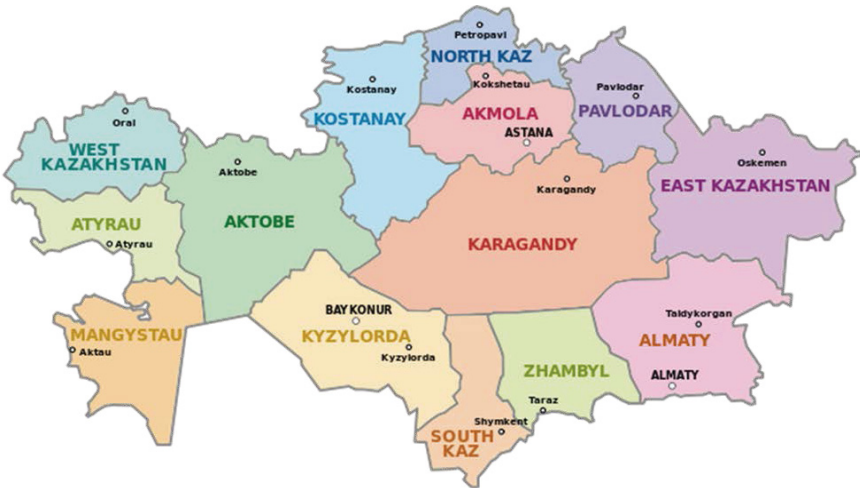 Petropavl
NORTH KAZ
Kostanay
Kokshetau
Pavlodar
KOSTANAY
AKMOLA
PAVLODAR
ASTANA
Oral
WEST
KAZAKHSTAN
Aktobe
Karagandy
Oskemen
EAST KAZAKHSTAN
ATYRAU
Atyrau
AKTOBE
KARAGANDY
MANGYSTAU
Aktau
BAYKONUR
KYZYLORDA
Kyzylorda
Taldykorgan
ALMATY
ZHAMBYL
ALMATY
Taraz
Shymkent
SOUTH
KAZ